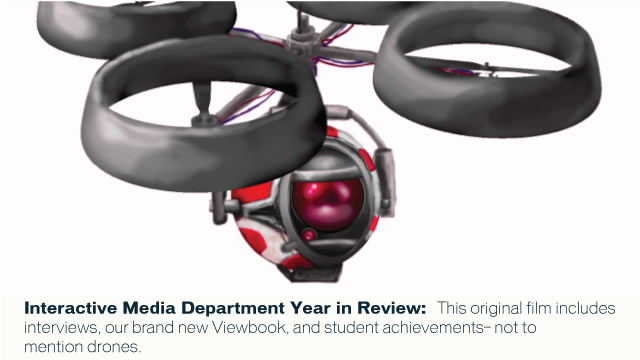 Interactive Media Department Year in Review: This original film includes
interviews, our brand new Viewbook, and student achievements– not to
mention drones.